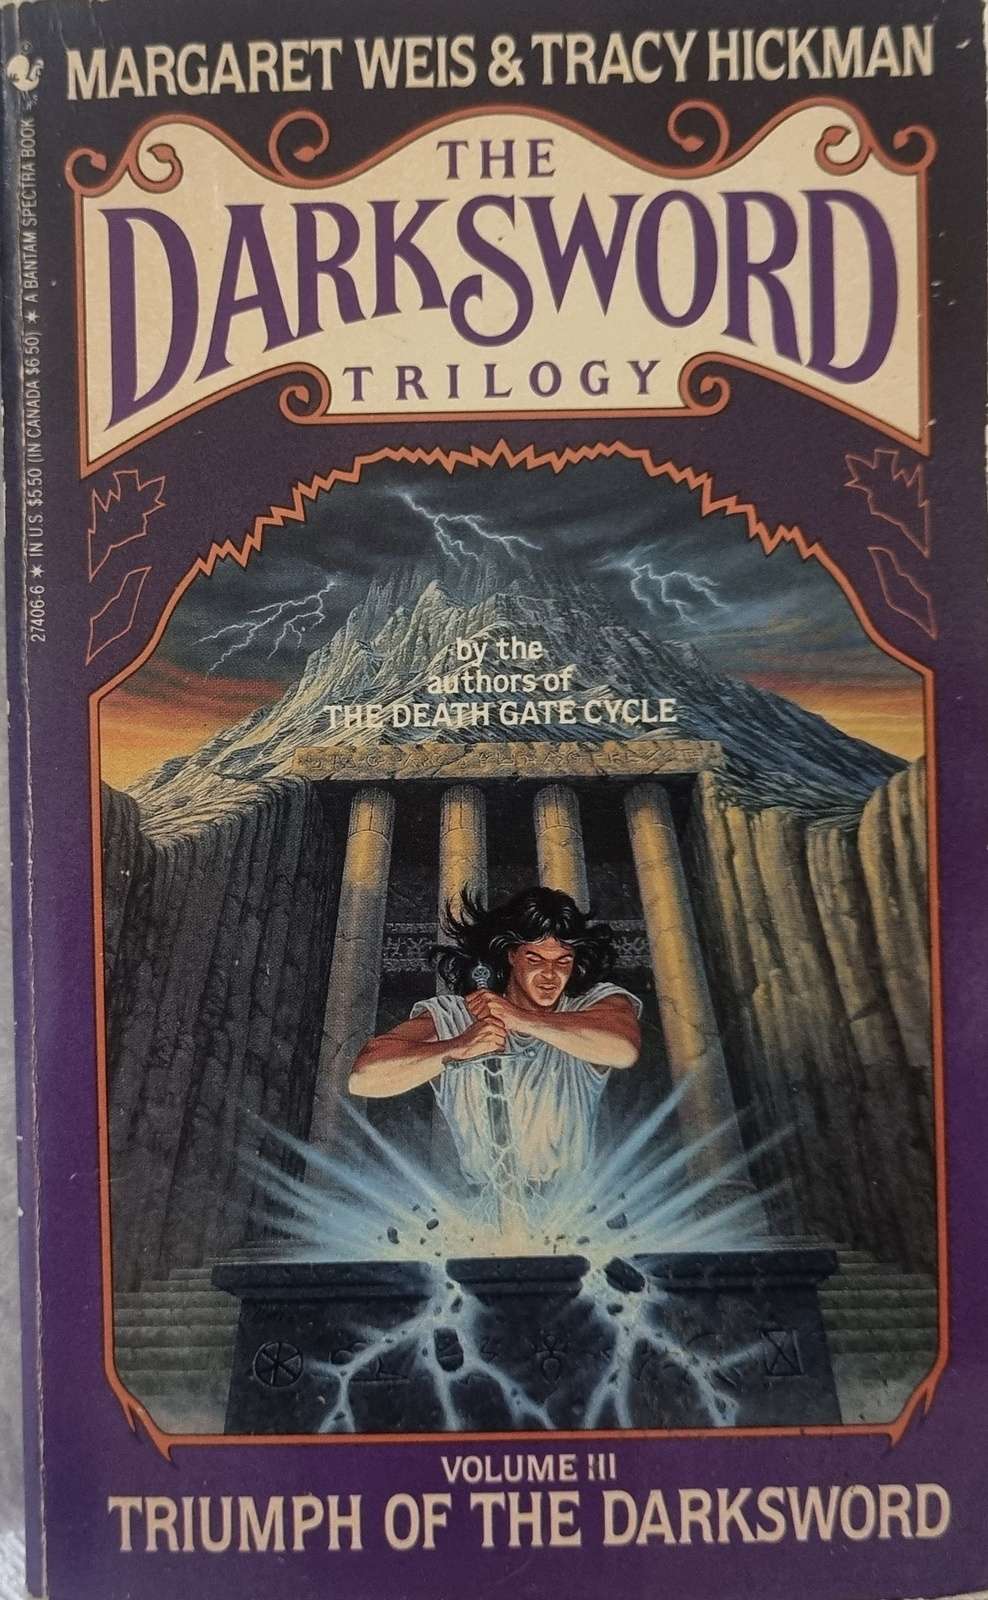 MARGARET WEIS & TRACY HICKMAN
THE
DARKSWORD
TRILOGY
27406-6 ★ IN U.S. $5.50 (IN CANADA $6.50) ★ A BANTAM SPECTRA BOOK
by the
authors of
THE DEATH GATE CYCLE
VOLUME III
TRIUMPH OF THE DARKSWORD